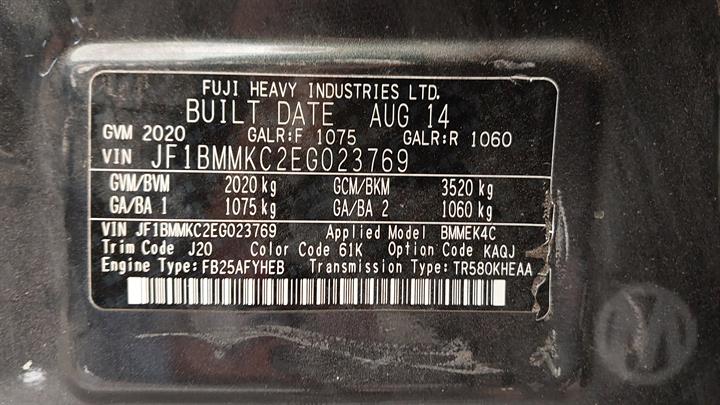 FUJI HEAVY INDUSTRIES LTD.
BUILT DATE AUG 14
GVM 2020 GALR:F 1075 GALR:R 1060
VIN JF1BMMKC2EG023769
GVM/BVM 2020 kg GCM/BKM 3520 kg
GA/BA 1 1075 kg GA/BA 2 1060 kg
VIN JF1BMMKC2EG023769 Applied Model BMMEK4C
Trim Code J20 Color Code 61K Option Code KAQJ
Engine Type: FB25AFYHEB Transmission Type: TR580KHEAA
M